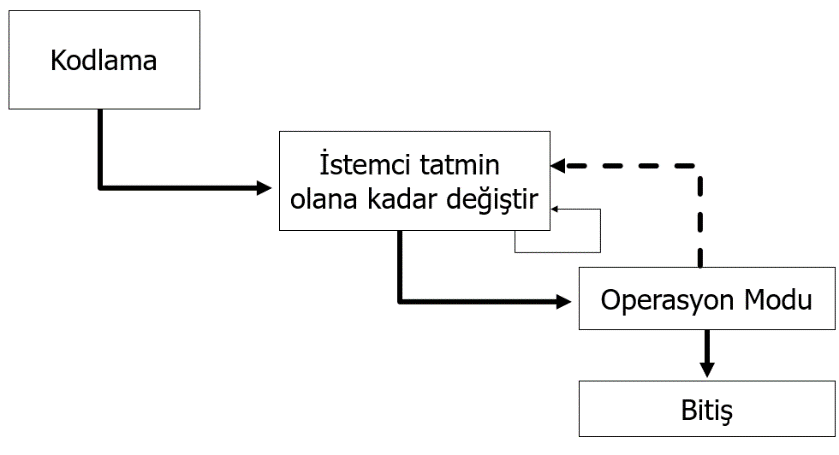 Kodlama
İstemci tatmin
olana kadar değiştir
Operasyon Modu
Bitiş